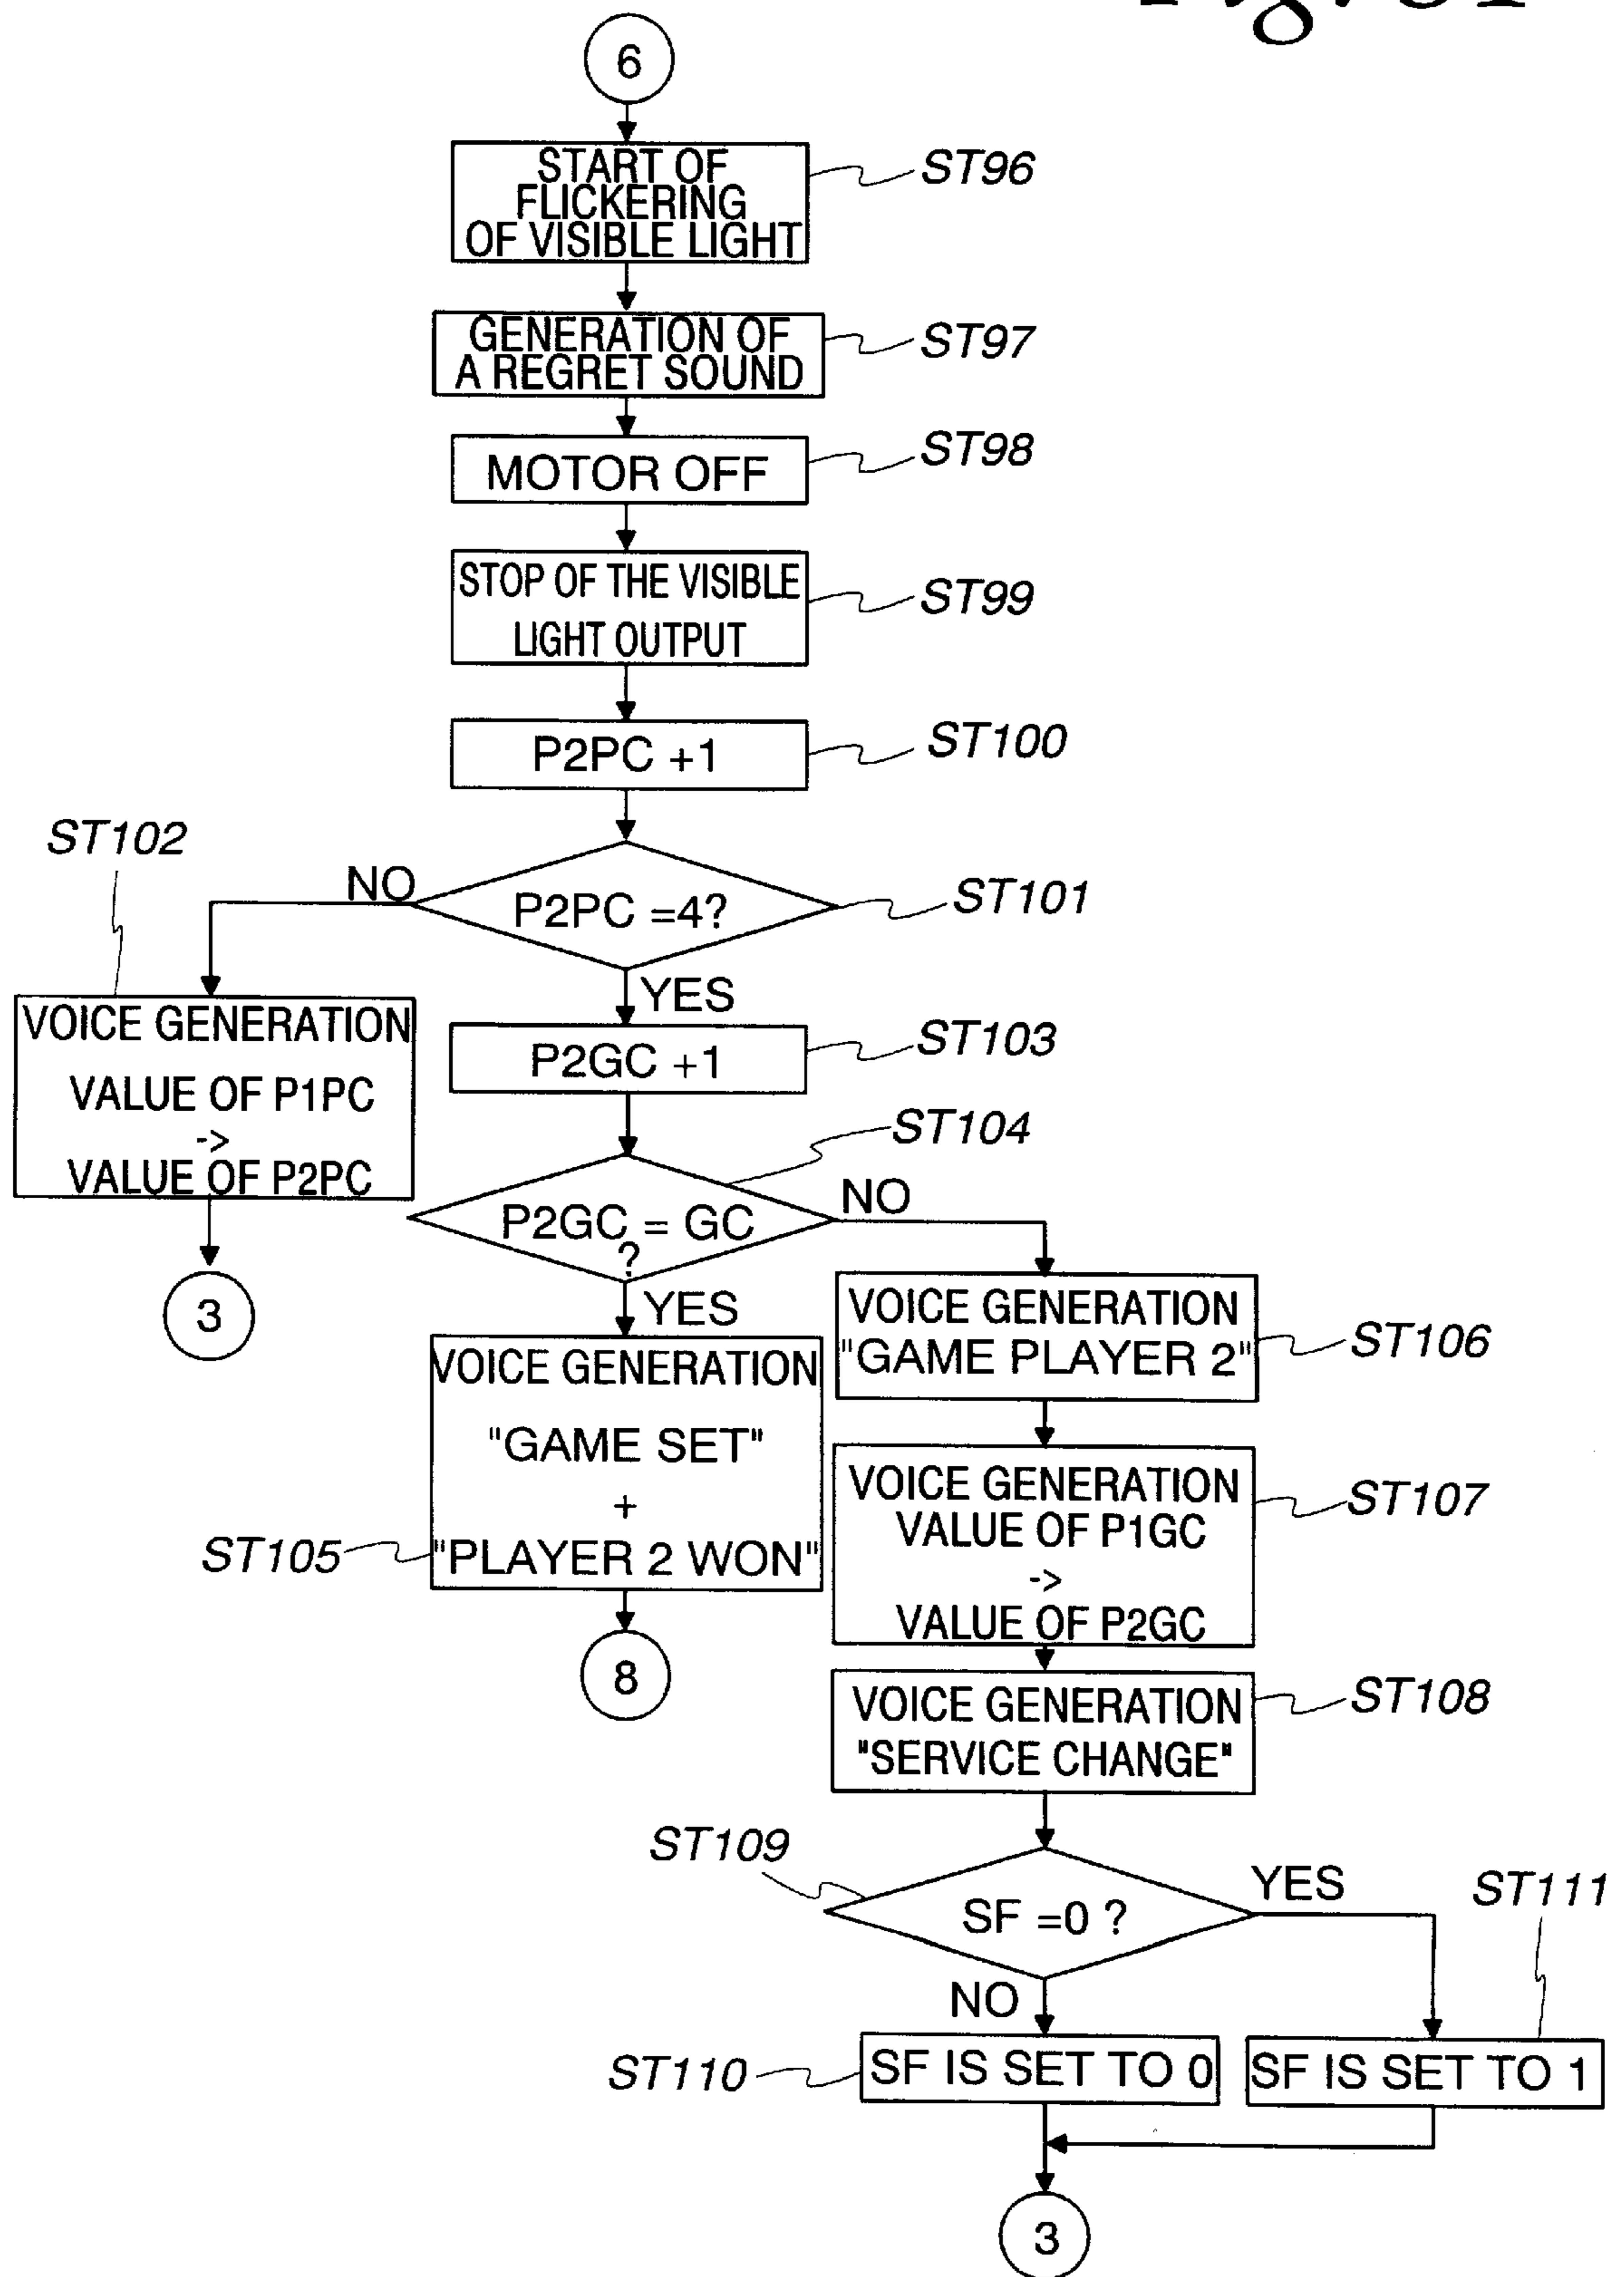 6
START OF
FLICKERING
OF VISIBLE LIGHT
ST96
GENERATION OF
A REGRET SOUND
ST97
MOTOR OFF
ST98
STOP OF THE VISIBLE
LIGHT OUTPUT
ST99
P2PC +1
ST100
P2PC =4?
ST101
NO
ST102
VOICE GENERATION
VALUE OF P1PC
->
VALUE OF P2PC
3
YES
P2GC +1
ST103
P2GC = GC
?
ST104
NO
YES
VOICE GENERATION
"GAME SET"
+
"PLAYER 2 WON"
ST105
8
VOICE GENERATION
"GAME PLAYER 2"
ST106
VOICE GENERATION
VALUE OF P1GC
->
VALUE OF P2GC
ST107
VOICE GENERATION
"SERVICE CHANGE"
ST108
ST109
SF =0 ?
YES
ST111
NO
ST110
SF IS SET TO 0
SF IS SET TO 1
3